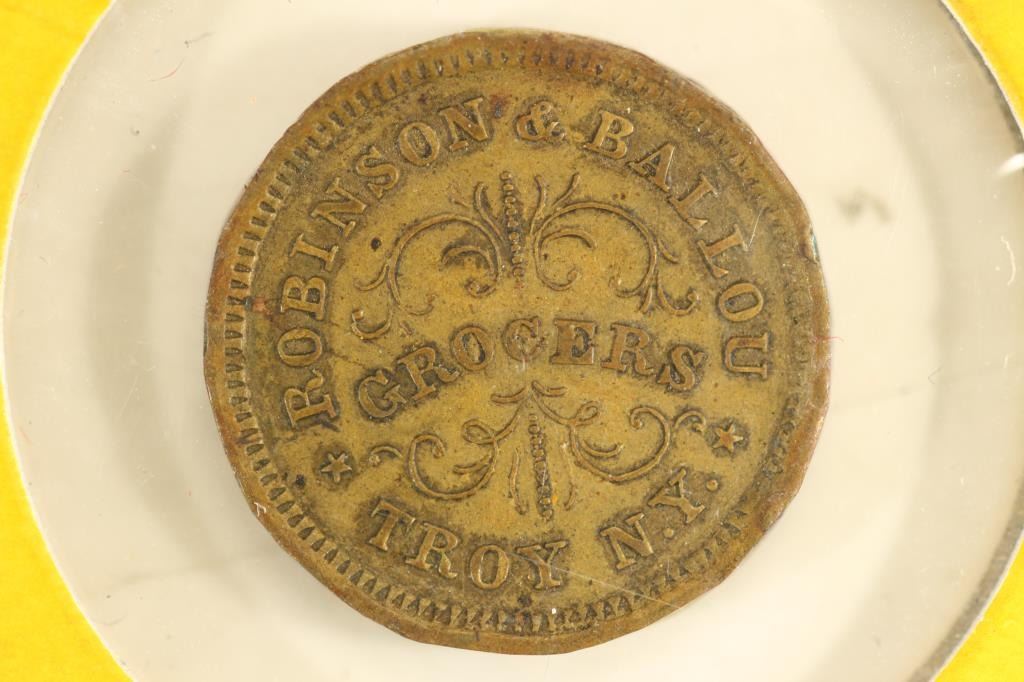 ROBINSON & BALLOU
GROCERS
TROY N.Y.